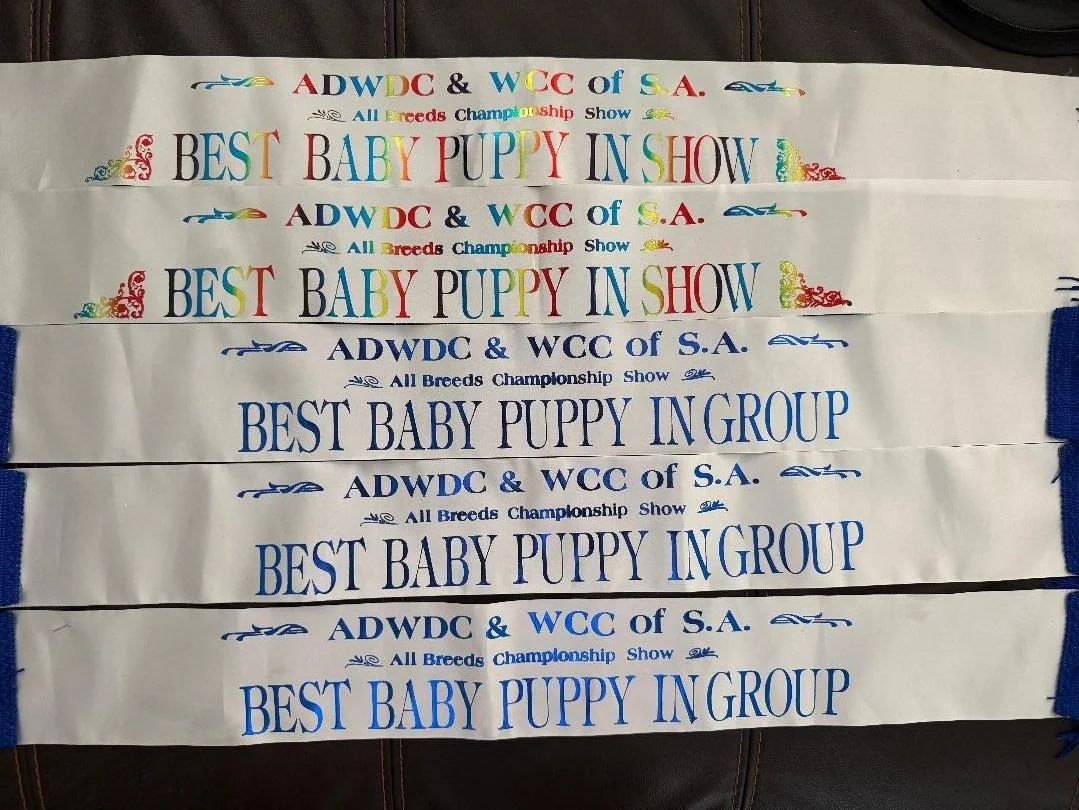 ADWDC & WCC of S.A.
All Breeds Championship Show
BEST BABY PUPPY IN SHOW
ADWDC & WCC of S.A.
All Breeds Championship Show
BEST BABY PUPPY IN SHOW
ADWDC & WCC of S.A.
All Breeds Championship Show
BEST BABY PUPPY IN GROUP
ADWDC & WCC of S.A.
All Breeds Championship Show
BEST BABY PUPPY IN GROUP
ADWDC & WCC of S.A.
All Breeds Championship Show
BEST BABY PUPPY IN GROUP